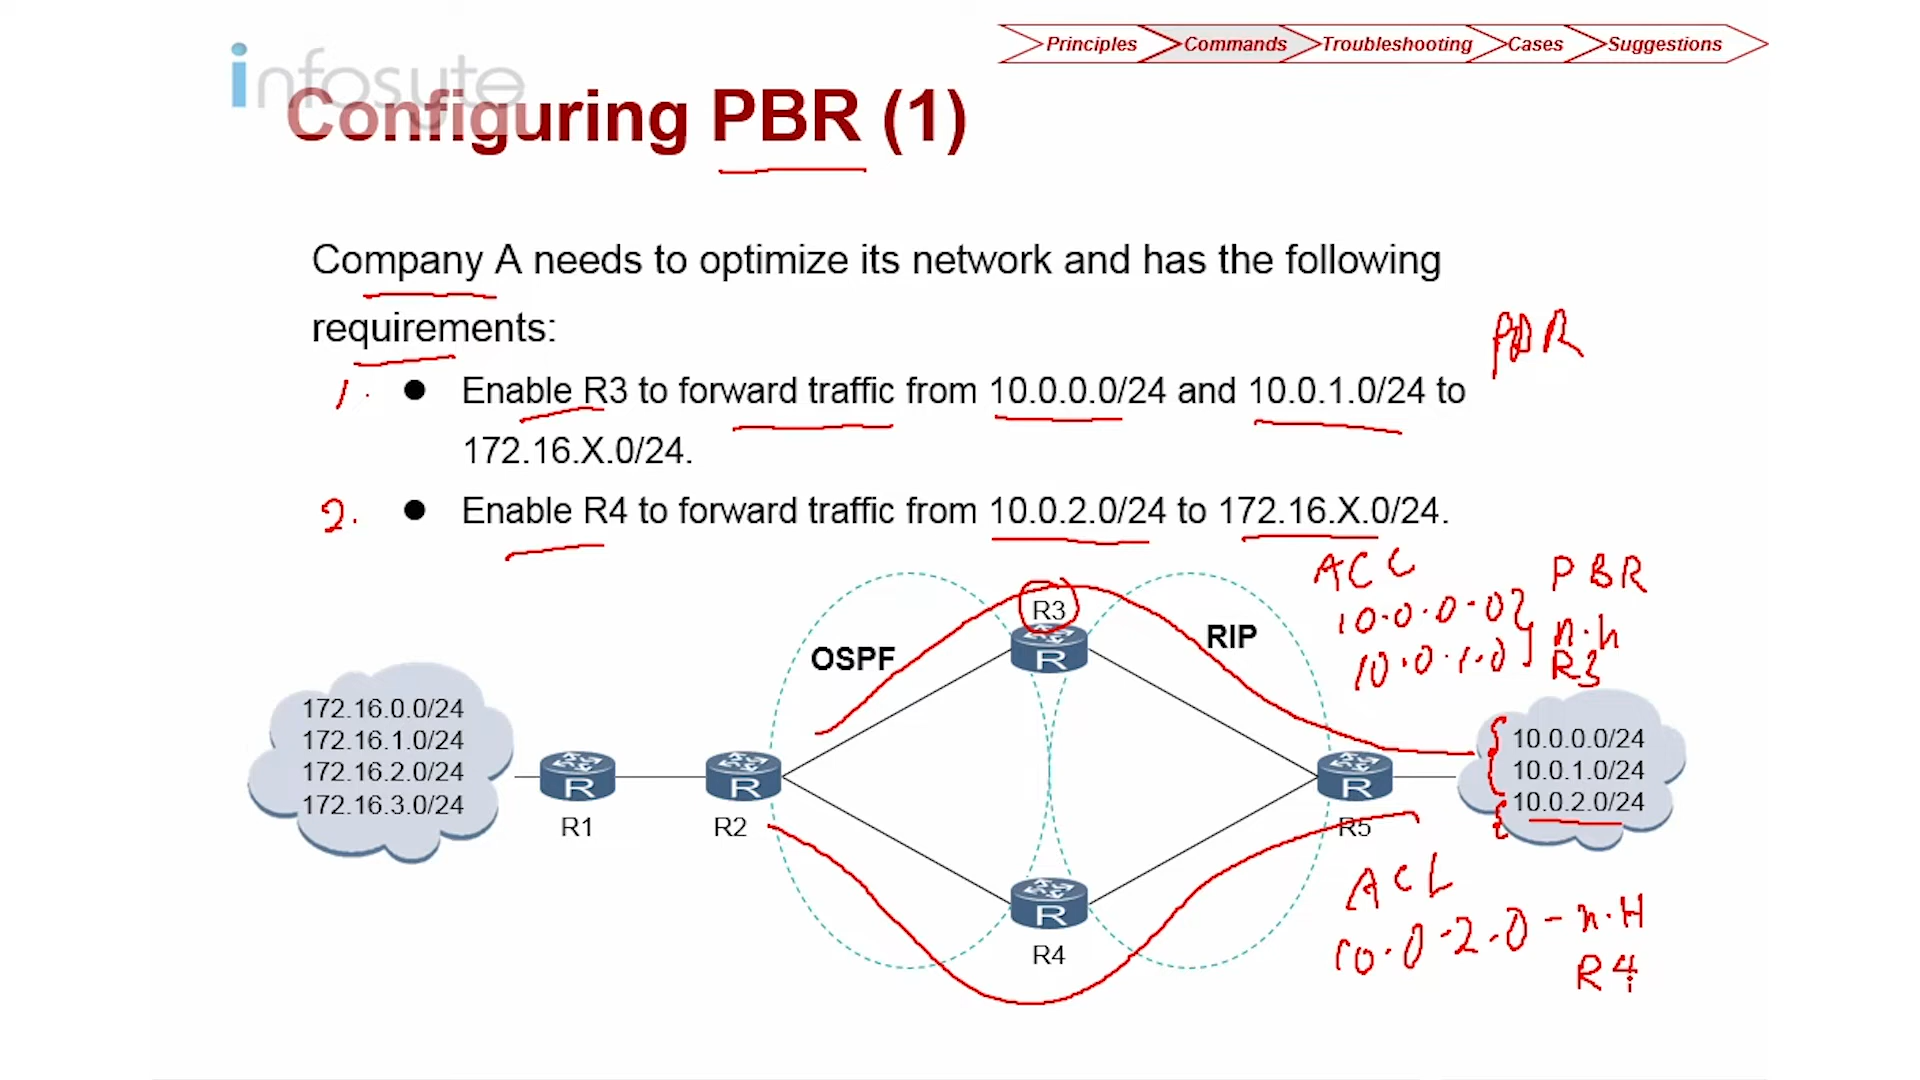 Principles Commands Troubleshooting Cases Suggestions
infosyte
Configuring PBR (1)
Company A needs to optimize its network and has the following
requirements:
PBR
1. ● Enable R3 to forward traffic from 10.0.0.0/24 and 10.0.1.0/24 to
172.16.X.0/24.
2. ● Enable R4 to forward traffic from 10.0.2.0/24 to 172.16.X.0/24.
ACL PBR
10.0.0.0 } n.h
10.0.1.0 } R3
R3
R
OSPF
RIP
172.16.0.0/24
172.16.1.0/24
172.16.2.0/24
172.16.3.0/24
R
R1
R
R2
R
R5
10.0.0.0/24
10.0.1.0/24
10.0.2.0/24
R
R4
ACL
10.0.2.0 - n.H
R4